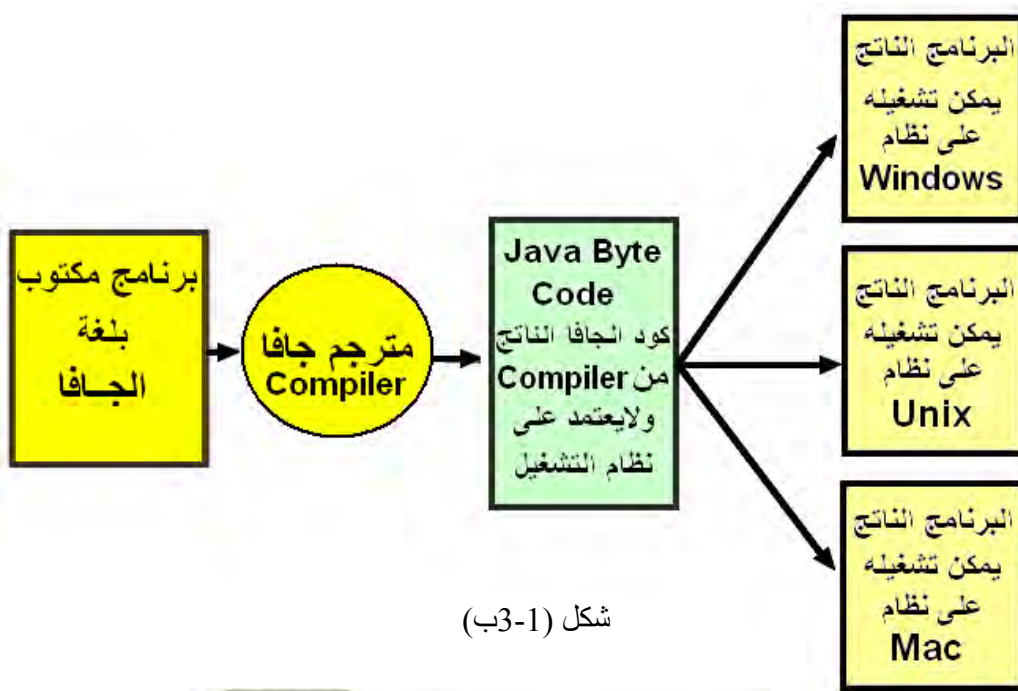 برنامج مكتوب
بلغة
الجافا
مترجم جافا
Compiler
Java Byte
Code
كود الجافا الناتج
من Compiler
ولايعتمد على
نظام التشغيل
البرنامج الناتج
يمكن تشغيله
على نظام
Windows
البرنامج الناتج
يمكن تشغيله
على نظام
Unix
البرنامج الناتج
يمكن تشغيله
على نظام
Mac
شكل (1-3ب)